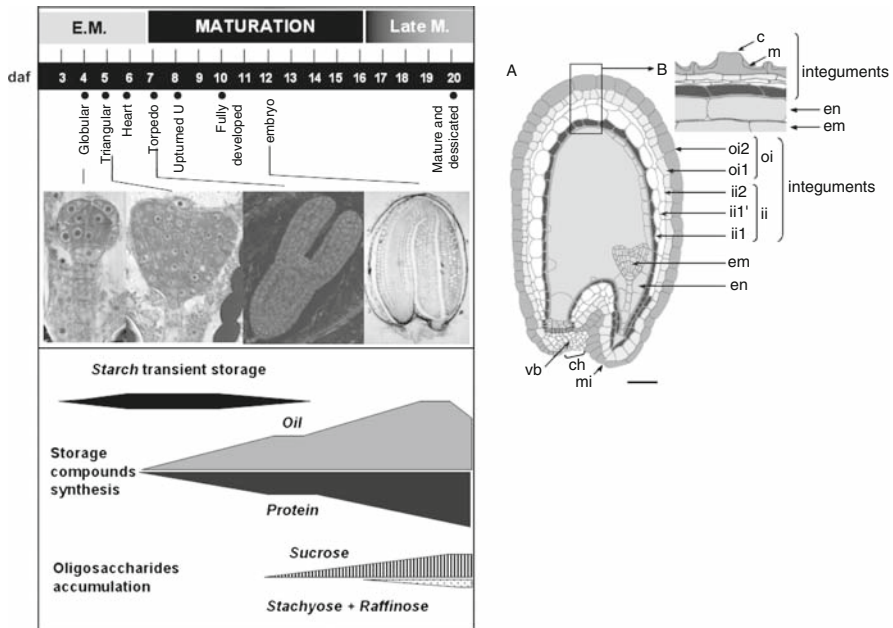 E.M. MATURATION Late M.
daf 3 4 5 6 7 8 9 10 11 12 13 14 15 16 17 18 19 20
Globular
Triangular
Heart
Torpedo
Upturned U
Fully
developed
embryo
Mature and
dessicated
Starch transient storage
Oil
Storage
compounds
synthesis
Protein
Sucrose
Oligosaccharides
accumulation
Stachyose + Raffinose
A
B
c
m
integuments
en
em
oi2
oi1
oi
ii2
ii1'
ii1
ii
integuments
em
en
vb
ch
mi